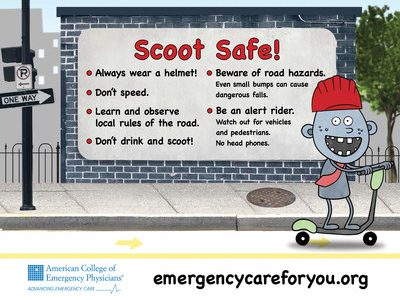 Scoot Safe!
• Always wear a helmet!
• Don't speed.
• Learn and observe
local rules of the road.
• Don't drink and scoot!
• Beware of road hazards.
Even small bumps can cause
dangerous falls.
• Be an alert rider.
Watch out for vehicles
and pedestrians.
No head phones.
P
ONE WAY
American College of
Emergency Physicians®
ADVANCING EMERGENCY CARE
emergencycareforyou.org